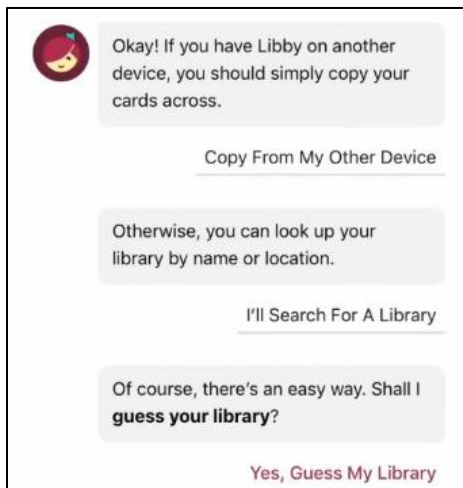 Okay! If you have Libby on another
device, you should simply copy your
cards across.
Copy From My Other Device
Otherwise, you can look up your
library by name or location.
I'll Search For A Library
Of course, there's an easy way. Shall I
guess your library?
Yes, Guess My Library